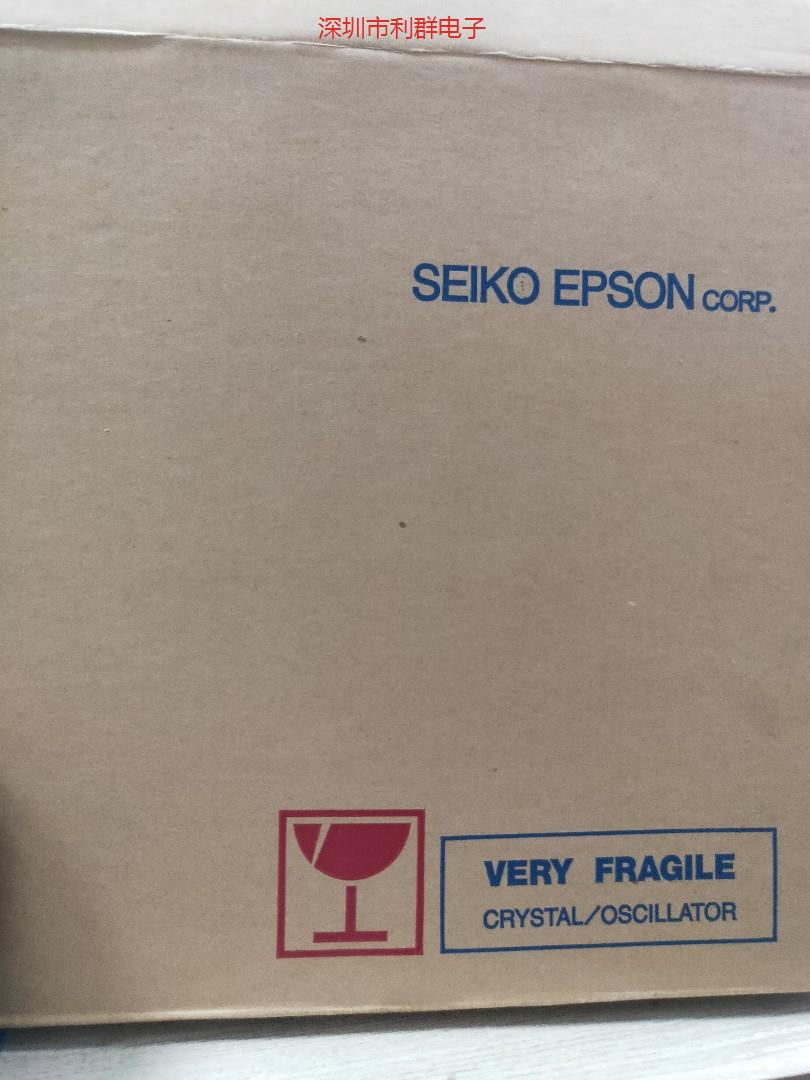 深圳市利群电子
SEIKO EPSON CORP.
VERY FRAGILE
CRYSTAL/OSCILLATOR